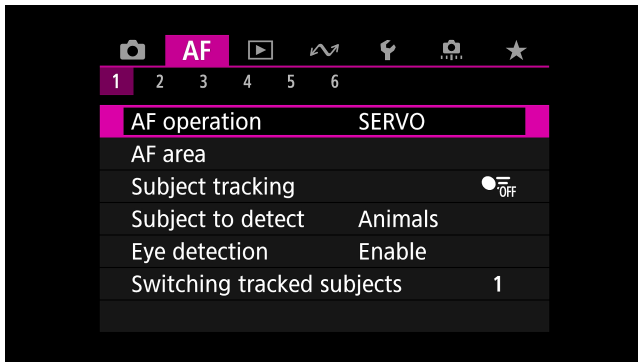 AF
1 2 3 4 5 6
AF operation SERVO
AF area
Subject tracking OFF
Subject to detect Animals
Eye detection Enable
Switching tracked subjects 1